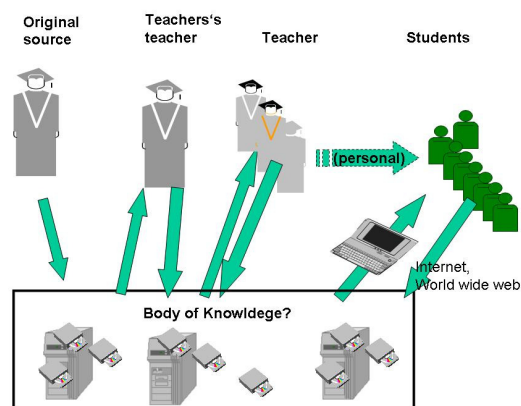 Original
source
Teachers's
teacher
Teacher
Students
(personal)
Internet,
World wide web
Body of Knowldege?